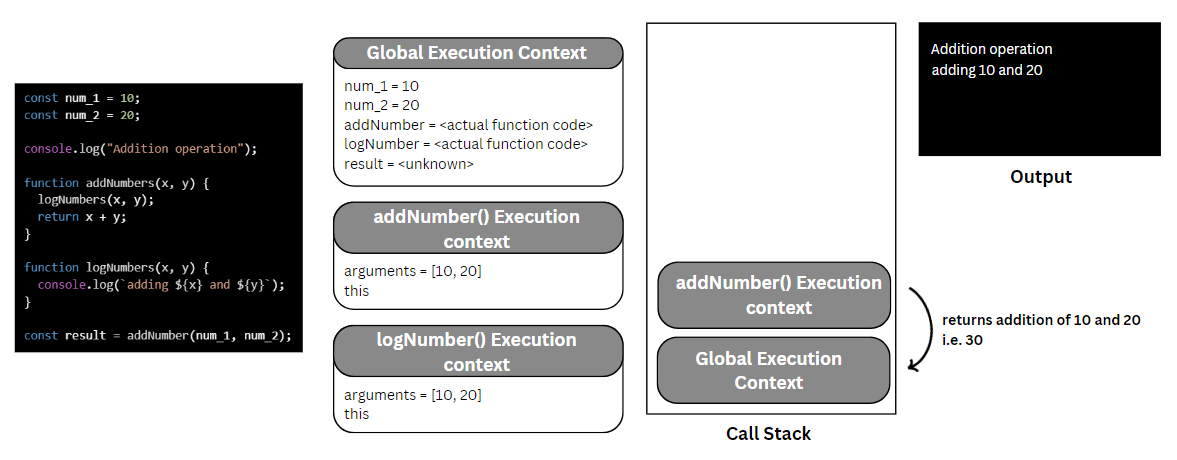 const num_1 = 10;
const num_2 = 20;
console.log("Addition operation");
function addNumbers(x, y) {
logNumbers(x, y);
return x + y;
}
function logNumbers(x, y) {
console.log(`adding ${x} and ${y}`);
}
const result = addNumber(num_1, num_2);
Global Execution Context
num_1 = 10
num_2 = 20
addNumber = <actual function code>
logNumber = <actual function code>
result = <unknown>
addNumber() Execution
context
arguments = [10, 20]
this
logNumber() Execution
context
arguments = [10, 20]
this
addNumber() Execution
context
Global Execution
Context
Call Stack
returns addition of 10 and 20
i.e. 30
Addition operation
adding 10 and 20
Output